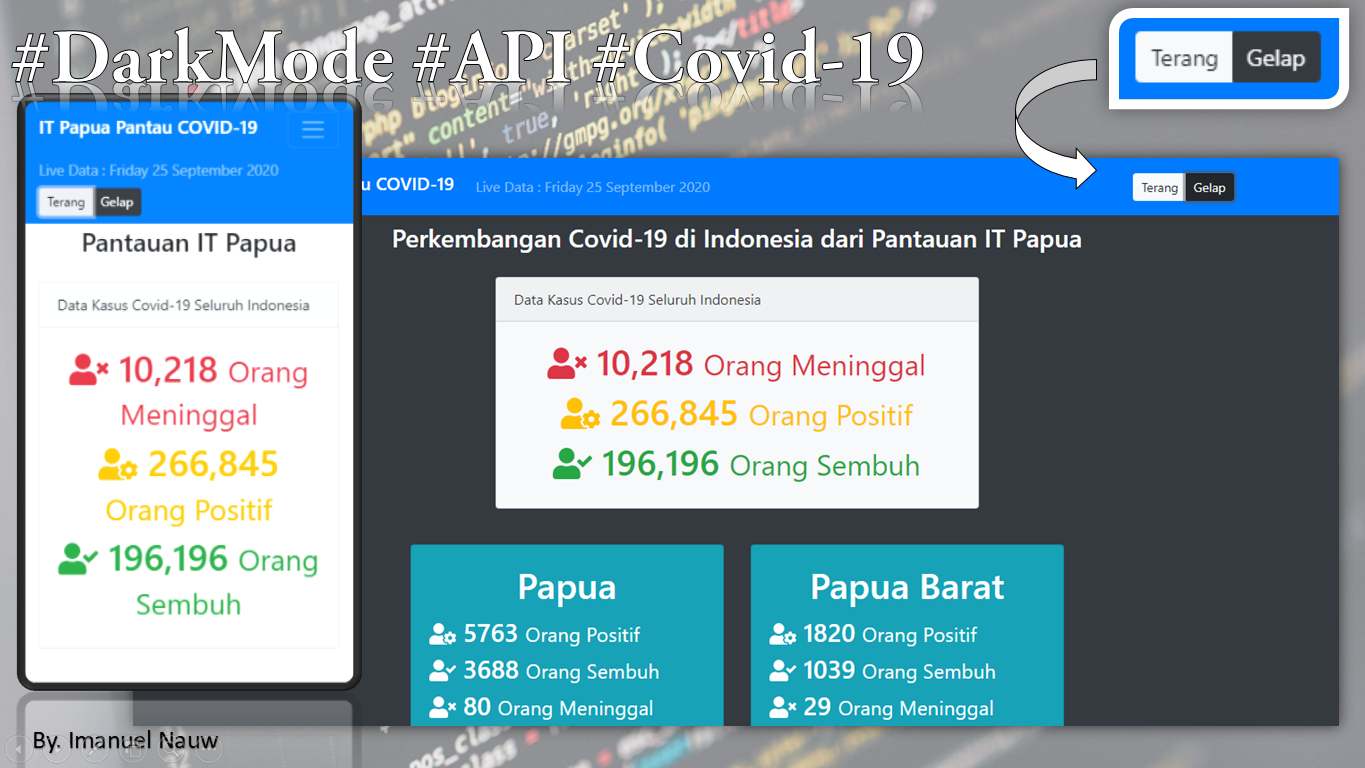 #DarkMode #API #Covid-19
Terang Gelap
IT Papua Pantau COVID-19
Live Data : Friday 25 September 2020
Terang Gelap
Pantauan IT Papua
Data Kasus Covid-19 Seluruh Indonesia
10,218 Orang
Meninggal
266,845
Orang Positif
196,196 Orang
Sembuh
COVID-19 Live Data : Friday 25 September 2020
Terang Gelap
Perkembangan Covid-19 di Indonesia dari Pantauan IT Papua
Data Kasus Covid-19 Seluruh Indonesia
10,218 Orang Meninggal
266,845 Orang Positif
196,196 Orang Sembuh
Papua
5763 Orang Positif
3688 Orang Sembuh
80 Orang Meninggal
Papua Barat
1820 Orang Positif
1039 Orang Sembuh
29 Orang Meninggal
By. Imanuel Nauw